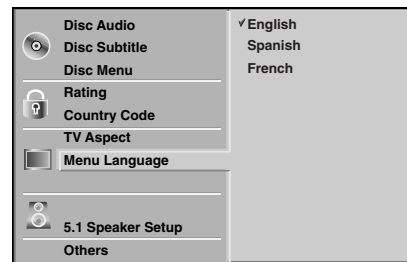 Disc Audio
Disc Subtitle
Disc Menu
Rating
Country Code
TV Aspect
Menu Language
5.1 Speaker Setup
Others
✓English
Spanish
French